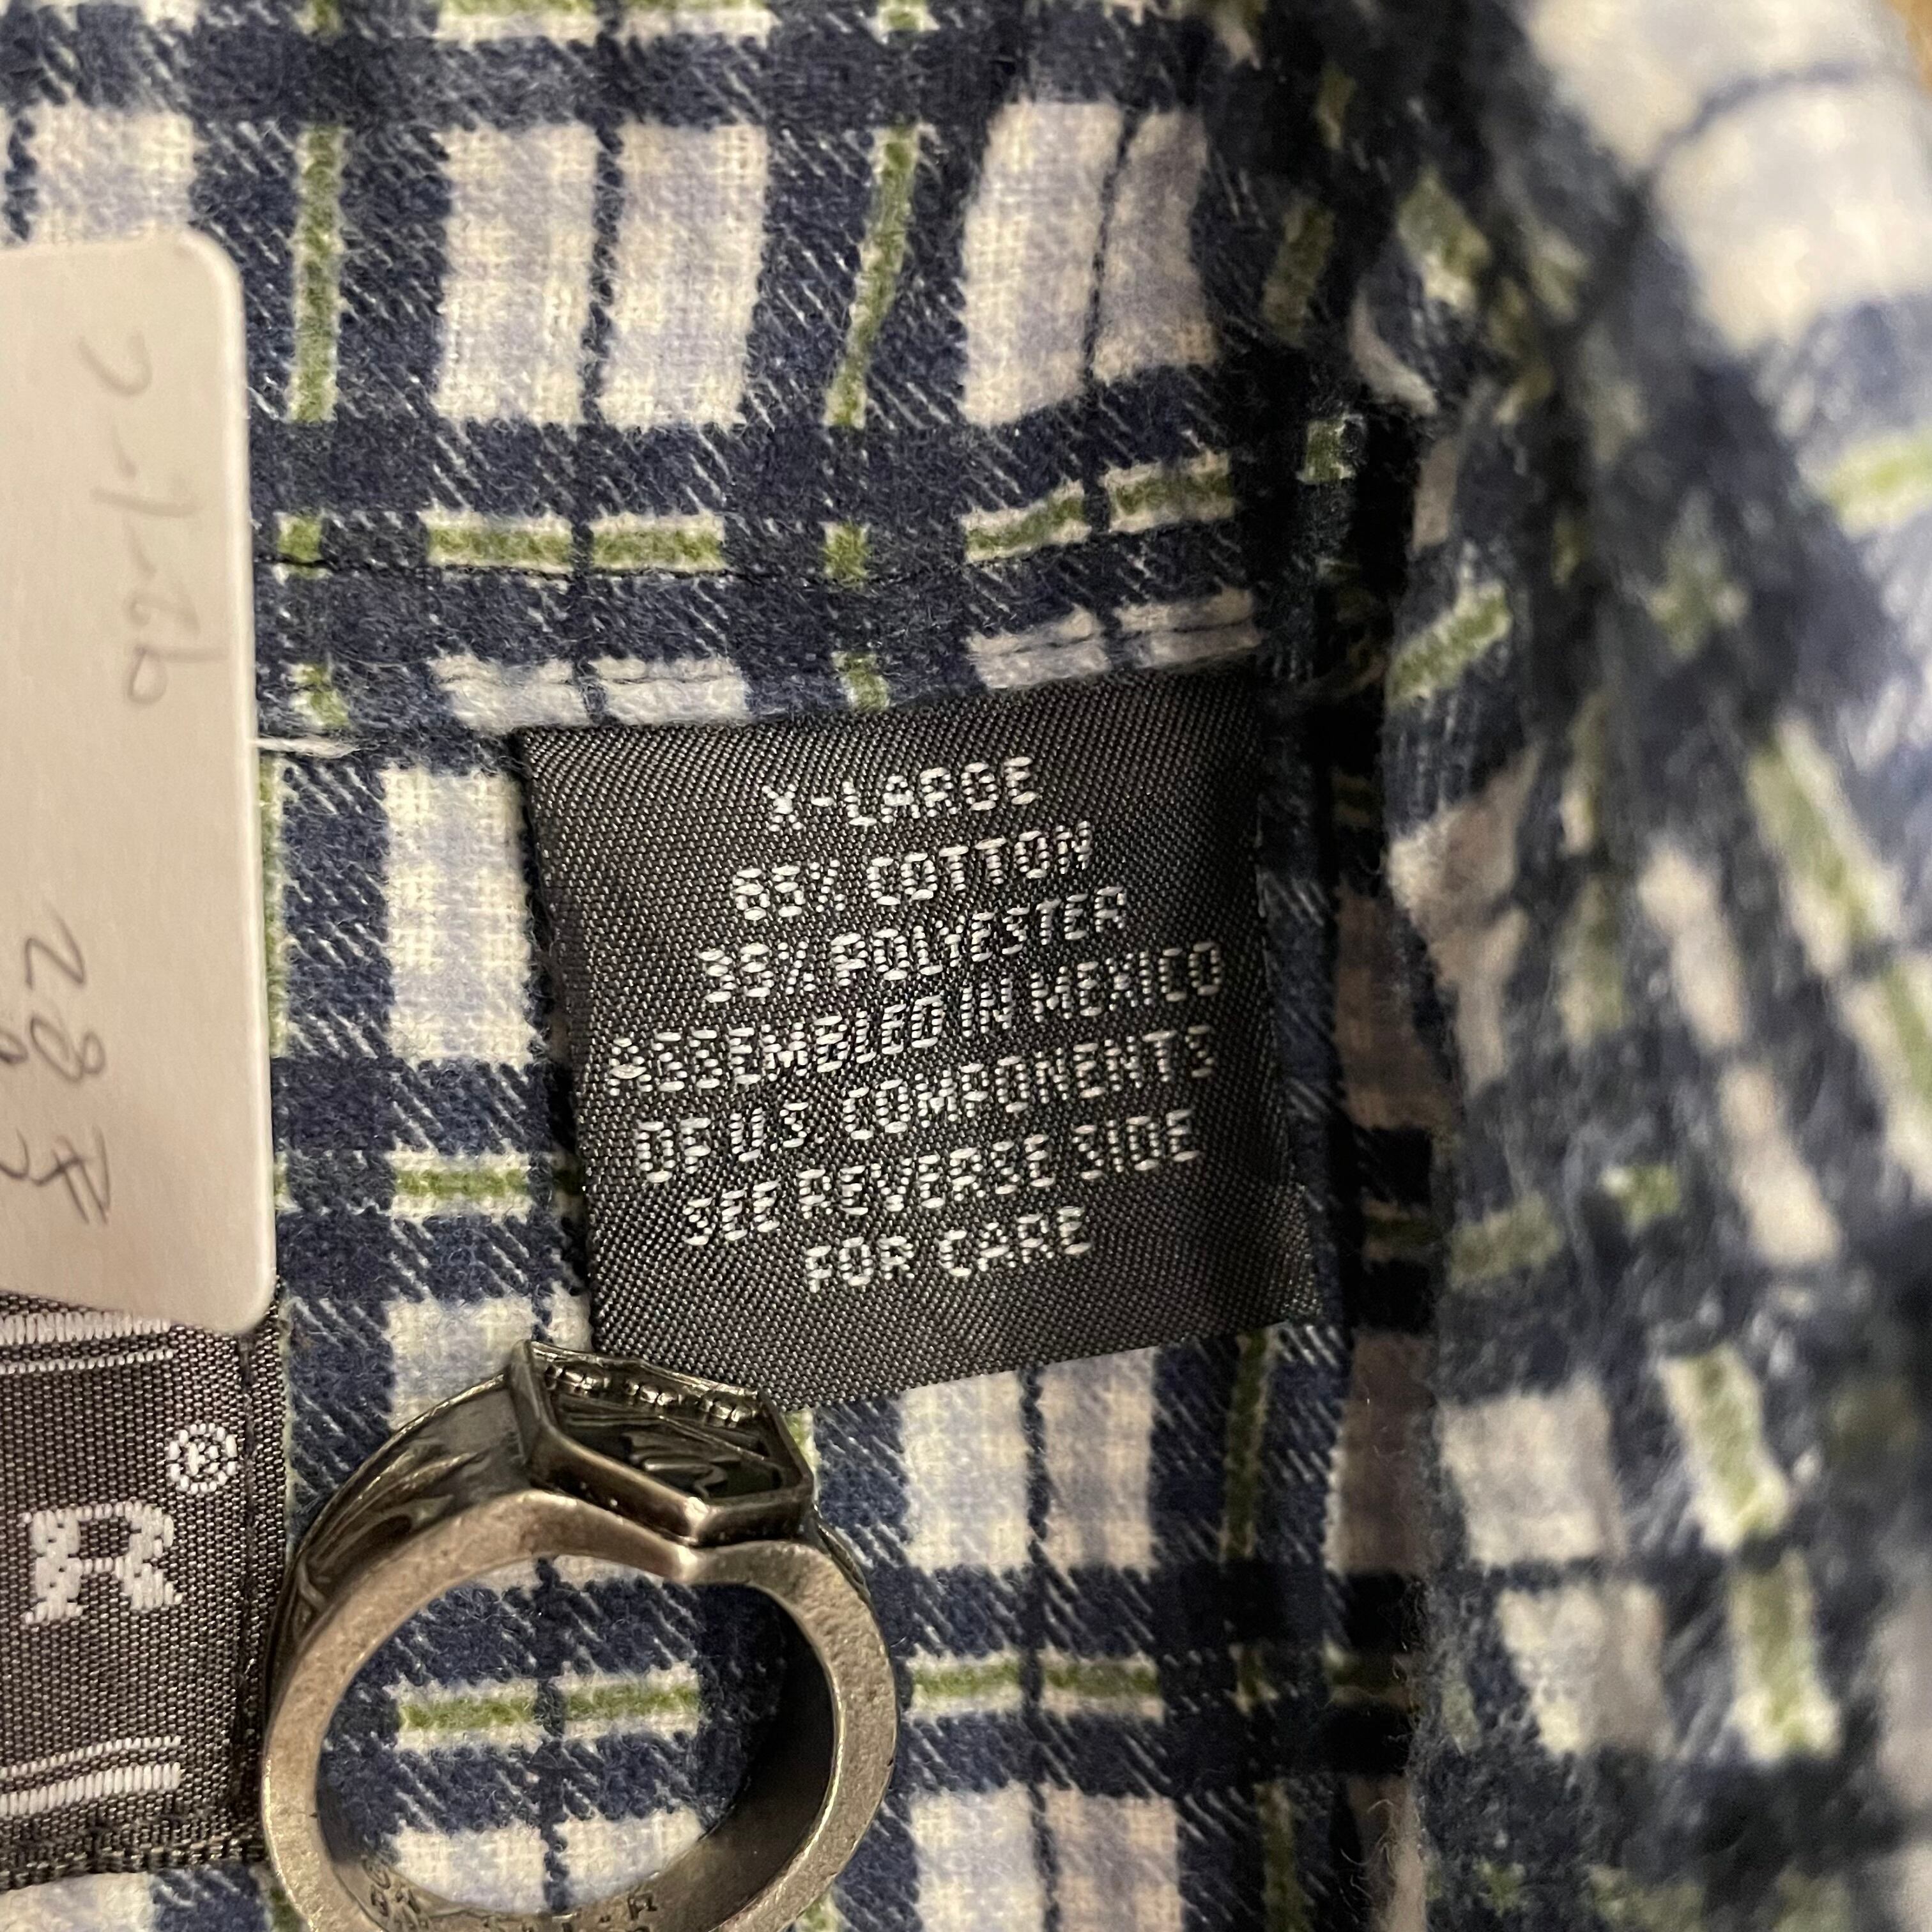 X-LARGE
65% COTTON
35% POLYESTER
ASSEMBLED IN MEXICO
OF U.S. COMPONENTS
SEE REVERSE SIDE
FOR CARE
R®